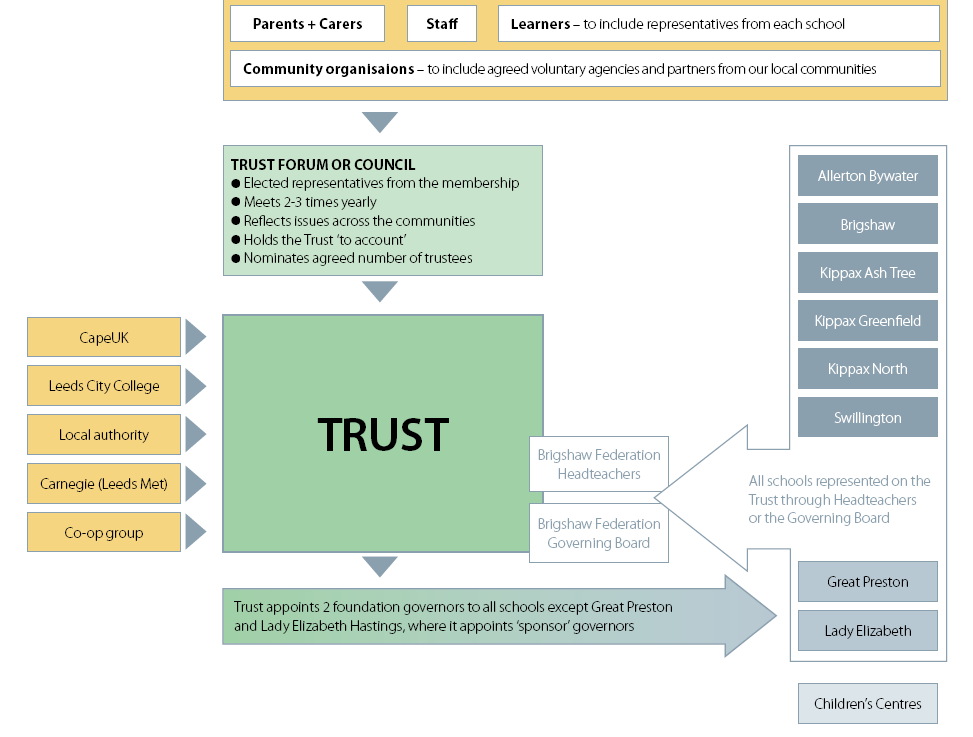 Parents + Carers
Staff
Learners – to include representatives from each school
Community organisaions – to include agreed voluntary agencies and partners from our local communities
TRUST FORUM OR COUNCIL
● Elected representatives from the membership
● Meets 2-3 times yearly
● Reflects issues across the communities
● Holds the Trust ‘to account’
● Nominates agreed number of trustees
CapeUK
Leeds City College
Local authority
Carnegie (Leeds Met)
Co-op group
TRUST
Brigshaw Federation
Headteachers
Brigshaw Federation
Governing Board
Allerton Bywater
Brigshaw
Kippax Ash Tree
Kippax Greenfield
Kippax North
Swillington
All schools represented on the
Trust through Headteachers
or the Governing Board
Great Preston
Lady Elizabeth
Trust appoints 2 foundation governors to all schools except Great Preston
and Lady Elizabeth Hastings, where it appoints ‘sponsor’ governors
Children’s Centres